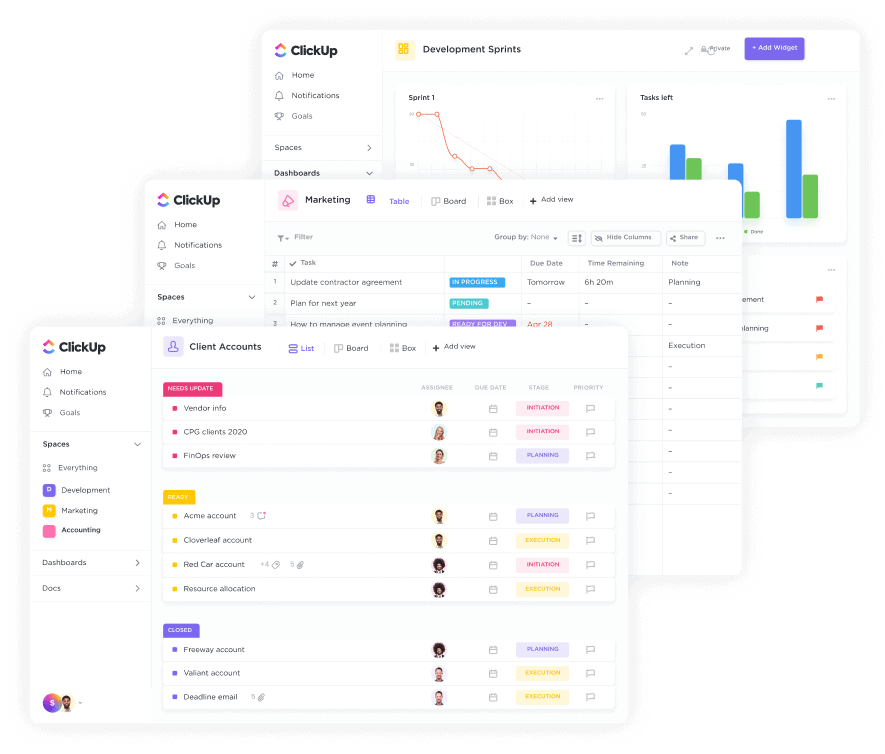 ClickUp
Development Sprints
Private
+ Add Widget
Home
Notifications
Goals
Spaces
Dashboards
Sprint 1
Tasks left
50
25
Done
ClickUp
Home
Notifications
Goals
Spaces
Everything
Marketing
Table
Board
Box
+ Add view
Filter
Group by: None
Hide Columns
Share
# Task Due Date Time Remaining Note
1 Update contractor agreement IN PROGRESS Tomorrow 6h 20m Planning
2 Plan for next year PENDING – – –
3 How to manage event planning READY FOR DEV Apr 28 – –
Execution
–
–
–
–
–
–
ement
lanning
ClickUp
Home
Notifications
Goals
Spaces
Everything
D Development
M Marketing
Accounting
Dashboards
Docs
S
Client Accounts
List
Board
Box
+ Add view
NEEDS UPDATE ASSIGNEE DUE DATE STAGE PRIORITY
Vendor info INITIATION
CPG clients 2020 INITIATION
FinOps review PLANNING
READY
Acme account 3 PLANNING
Cloverleaf account EXECUTION
Red Car account +4 5 INITIATION
Resource allocation EXECUTION
CLOSED
Freeway account PLANNING
Valiant account EXECUTION
Deadline email 5 EXECUTION